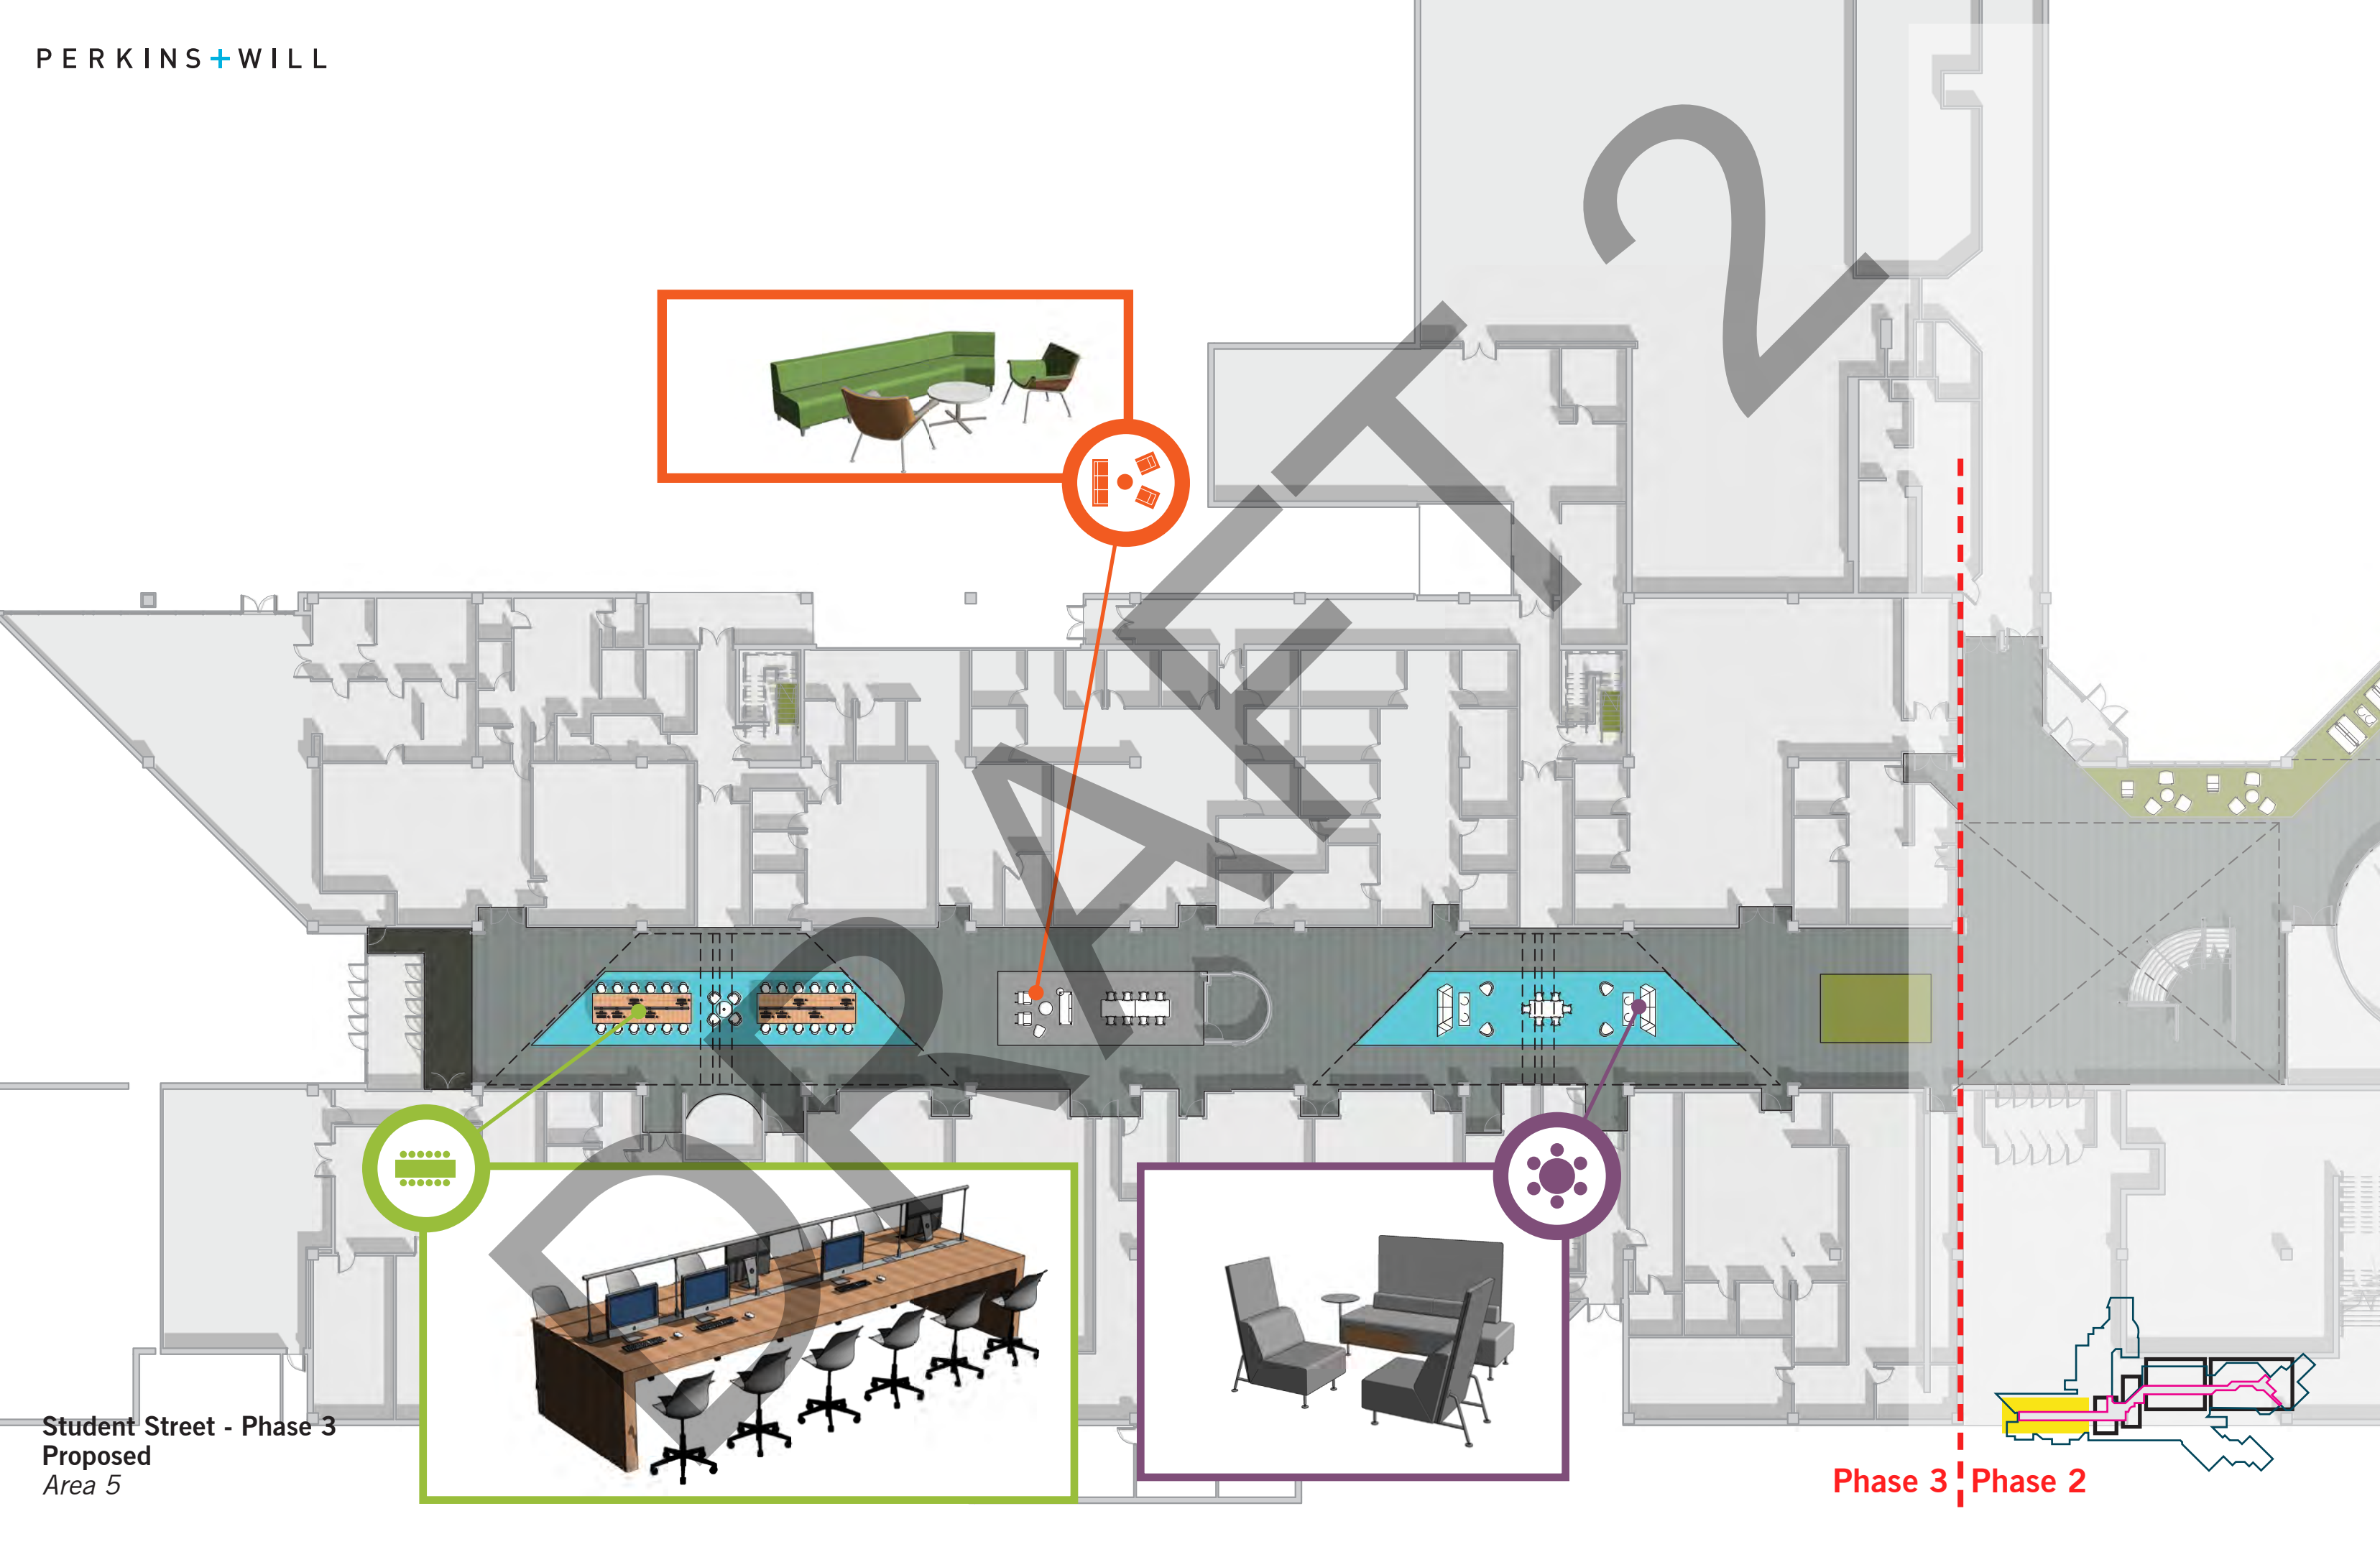 PERKINS+WILL
DRAFT 2
Student Street - Phase 3
Proposed
Area 5
Phase 3
Phase 2